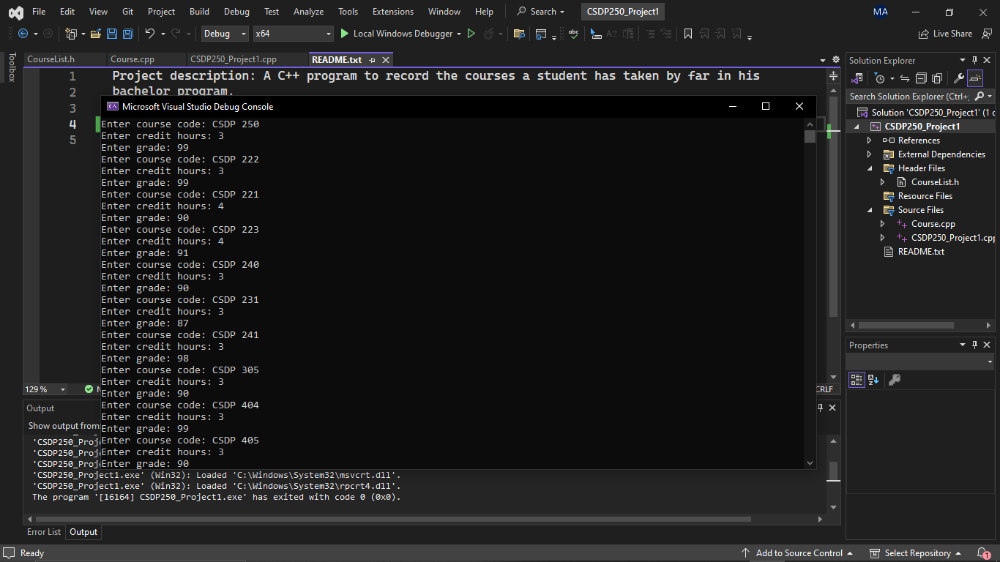 File Edit View Git Project Build Debug Test Analyze Tools Extensions Window Help Search CSDP250_Project1 MA
Debug x64 Local Windows Debugger Live Share
Toolbox
CourseList.h Course.cpp CSDP250_Project1.cpp README.txt
1 Project description: A C++ program to record the courses a student has taken by far in his
2 bachelor program.
3
4
5
Microsoft Visual Studio Debug Console
Enter course code: CSDP 250
Enter credit hours: 3
Enter grade: 99
Enter course code: CSDP 222
Enter credit hours: 3
Enter grade: 99
Enter course code: CSDP 221
Enter credit hours: 4
Enter grade: 90
Enter course code: CSDP 223
Enter credit hours: 4
Enter grade: 91
Enter course code: CSDP 240
Enter credit hours: 3
Enter grade: 90
Enter course code: CSDP 231
Enter credit hours: 3
Enter grade: 87
Enter course code: CSDP 241
Enter credit hours: 3
Enter grade: 98
Enter course code: CSDP 305
Enter credit hours: 3
Enter grade: 90
Enter course code: CSDP 404
Enter credit hours: 3
Enter grade: 99
Enter course code: CSDP 405
Enter credit hours: 3
Enter grade: 90
129 % N CRLF
Output
Show output from:
'CSDP250_Proje
'CSDP250_Proje
'CSDP250_Proje
'CSDP250_Project1.exe' (Win32): Loaded 'C:\Windows\System32\msvcrt.dll'.
'CSDP250_Project1.exe' (Win32): Loaded 'C:\Windows\System32\rpcrt4.dll'.
The program '[16164] CSDP250_Project1.exe' has exited with code 0 (0x0).
Error List Output
Solution Explorer
Search Solution Explorer (Ctrl+;
Solution 'CSDP250_Project1' (1 c
CSDP250_Project1
References
External Dependencies
Header Files
CourseList.h
Resource Files
Source Files
Course.cpp
CSDP250_Project1.cpp
README.txt
Properties
Ready Add to Source Control Select Repository 1